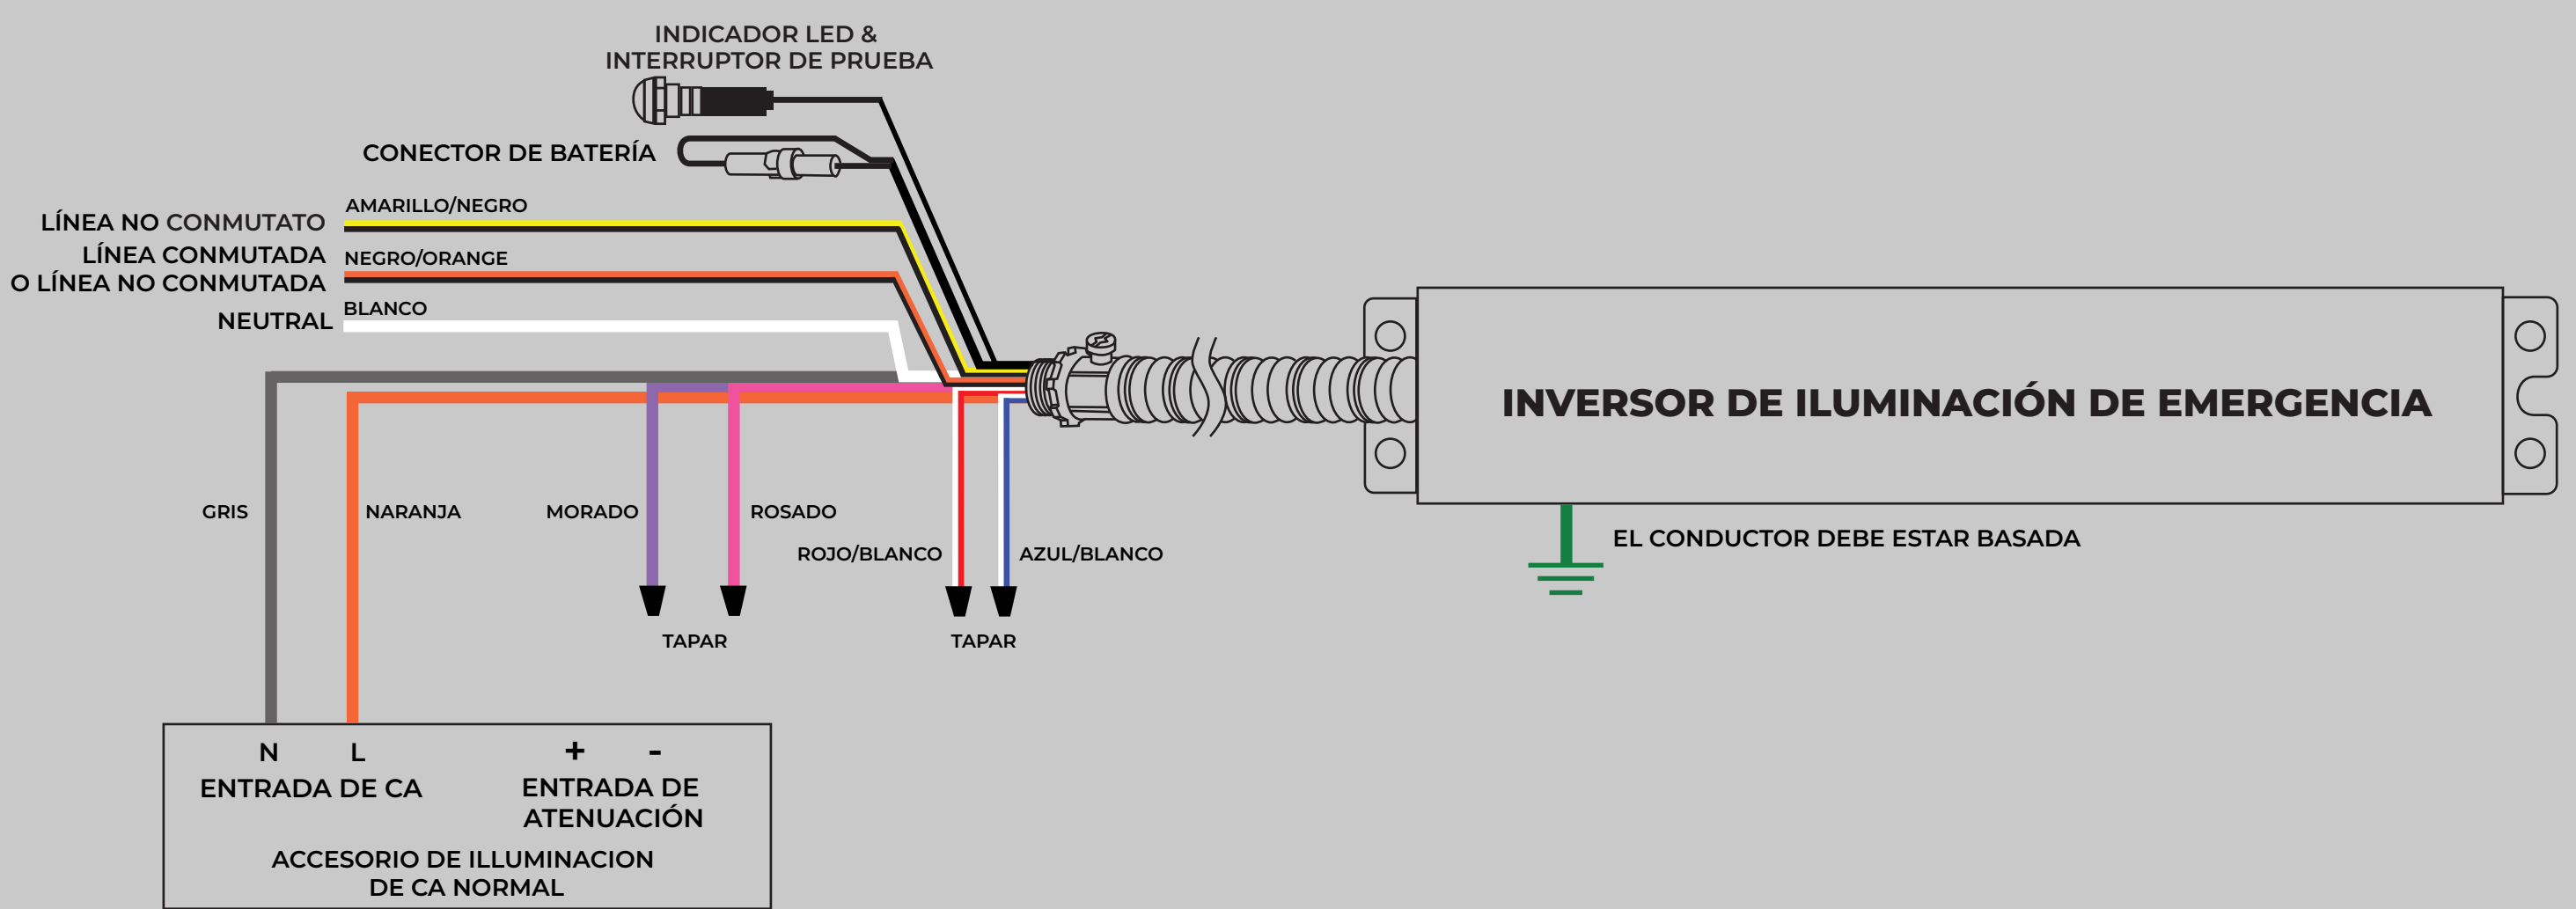 INDICADOR LED &
INTERRUPTOR DE PRUEBA
CONECTOR DE BATERÍA
AMARILLO/NEGRO
LÍNEA NO CONMUTATO
LÍNEA CONMUTADA
O LÍNEA NO CONMUTADA
NEGRO/ORANGE
BLANCO
NEUTRAL
INVERSOR DE ILUMINACIÓN DE EMERGENCIA
GRIS
NARANJA
MORADO
ROSADO
ROJO/BLANCO
AZUL/BLANCO
EL CONDUCTOR DEBE ESTAR BASADA
TAPAR
TAPAR
N L + -
ENTRADA DE CA
ENTRADA DE
ATENUACIÓN
ACCESORIO DE ILLUMINACION
DE CA NORMAL